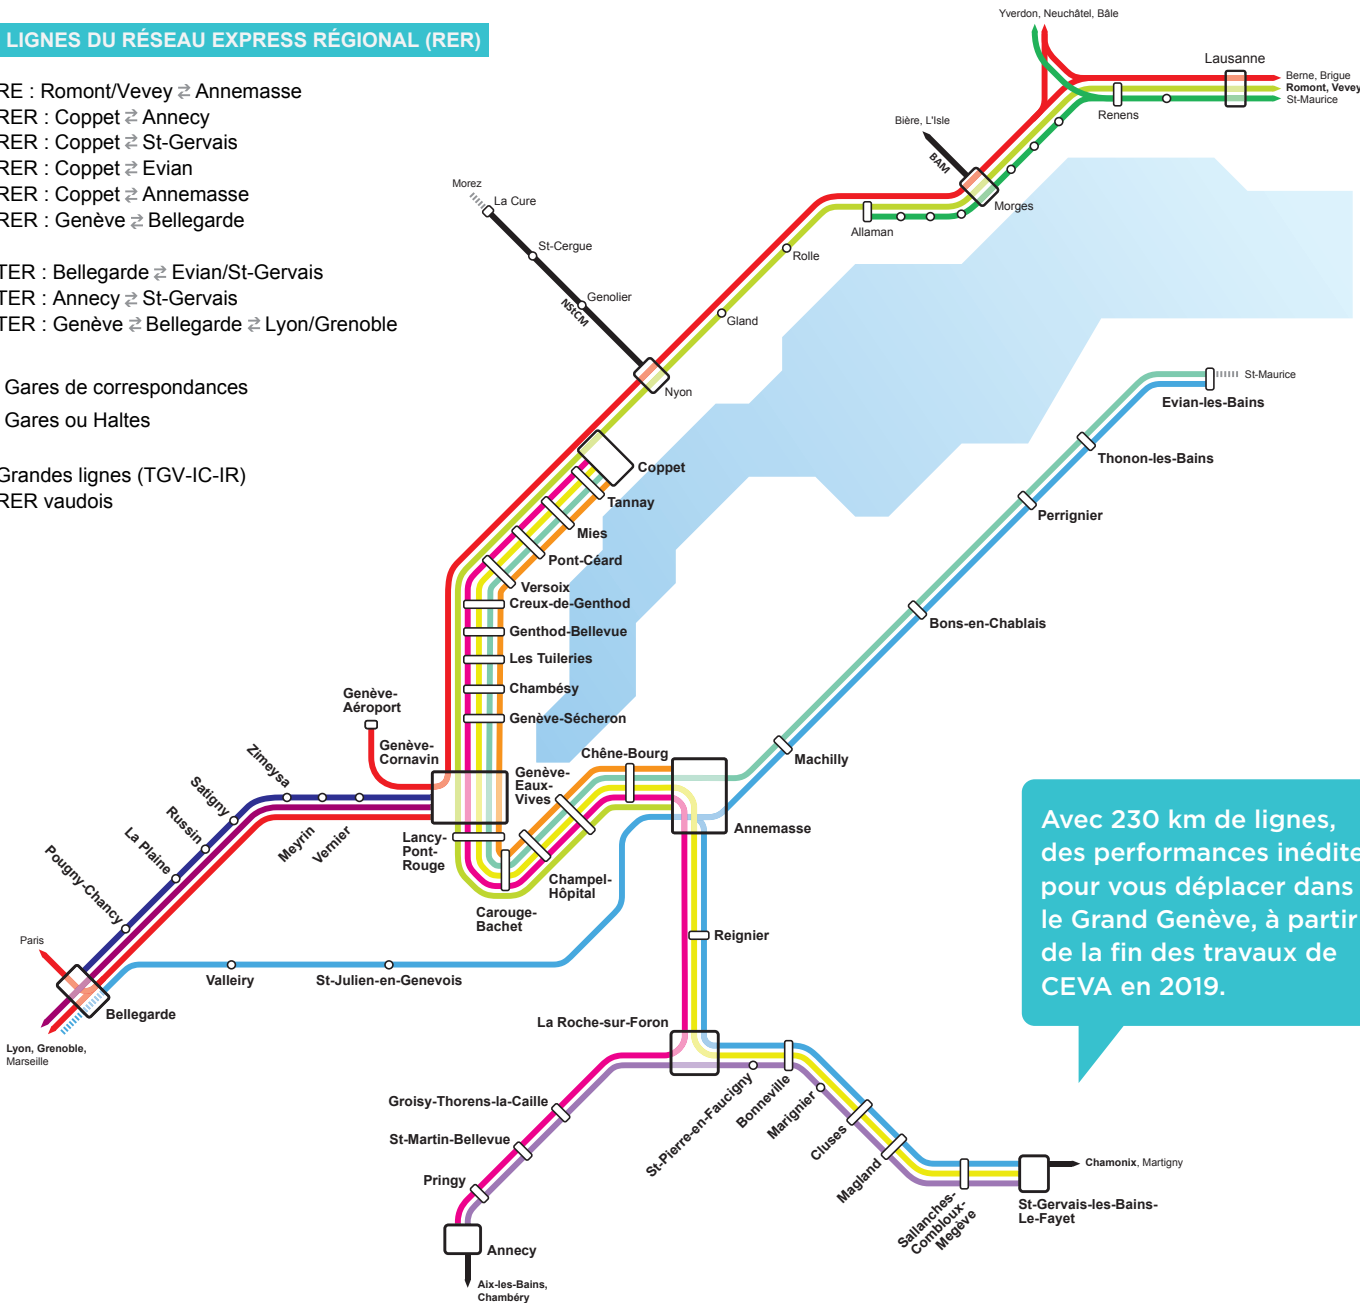 LIGNES DU RÉSEAU EXPRESS RÉGIONAL (RER)
RE : Romont/Vevey ⇄ Annemasse
RER : Coppet ⇄ Annecy
RER : Coppet ⇄ St-Gervais
RER : Coppet ⇄ Evian
RER : Coppet ⇄ Annemasse
RER : Genève ⇄ Bellegarde
TER : Bellegarde ⇄ Evian/St-Gervais
TER : Annecy ⇄ St-Gervais
TER : Genève ⇄ Bellegarde ⇄ Lyon/Grenoble
Gares de correspondances
Gares ou Haltes
Grandes lignes (TGV-IC-IR)
RER vaudois
Yverdon, Neuchâtel, Bâle
Lausanne
Berne, Brigue
Romont, Vevey
St-Maurice
Renens
Bière, L'Isle
BAM
Morges
Allaman
Rolle
Gland
Morez
La Cure
St-Cergue
Genolier
NStCM
Nyon
Coppet
Tannay
Mies
Pont-Céard
Versoix
Creux-de-Genthod
Genthod-Bellevue
Les Tuileries
Chambésy
Genève-Sécheron
Genève-
Aéroport
Genève-
Cornavin
St-Maurice
Evian-les-Bains
Thonon-les-Bains
Perrignier
Bons-en-Chablais
Machilly
Annemasse
Chêne-Bourg
Genève-
Eaux-
Vives
Champel-
Hôpital
Carouge-
Bachet
Lancy-
Pont-
Rouge
Zimeysa
Satigny
Russin
La Plaine
Pougny-Chancy
Meyrin
Vernier
Paris
Bellegarde
Lyon, Grenoble,
Marseille
Valleiry
St-Julien-en-Genevois
Reignier
La Roche-sur-Foron
Groisy-Thorens-la-Caille
St-Martin-Bellevue
Pringy
Annecy
Aix-les-Bains,
Chambéry
St-Pierre-en-Faucigny
Bonneville
Marignier
Cluses
Magland
Sallanches-
Combloux-
Megève
St-Gervais-les-Bains-
Le-Fayet
Chamonix, Martigny
Avec 230 km de lignes,
des performances inédite
pour vous déplacer dans
le Grand Genève, à partir
de la fin des travaux de
CEVA en 2019.